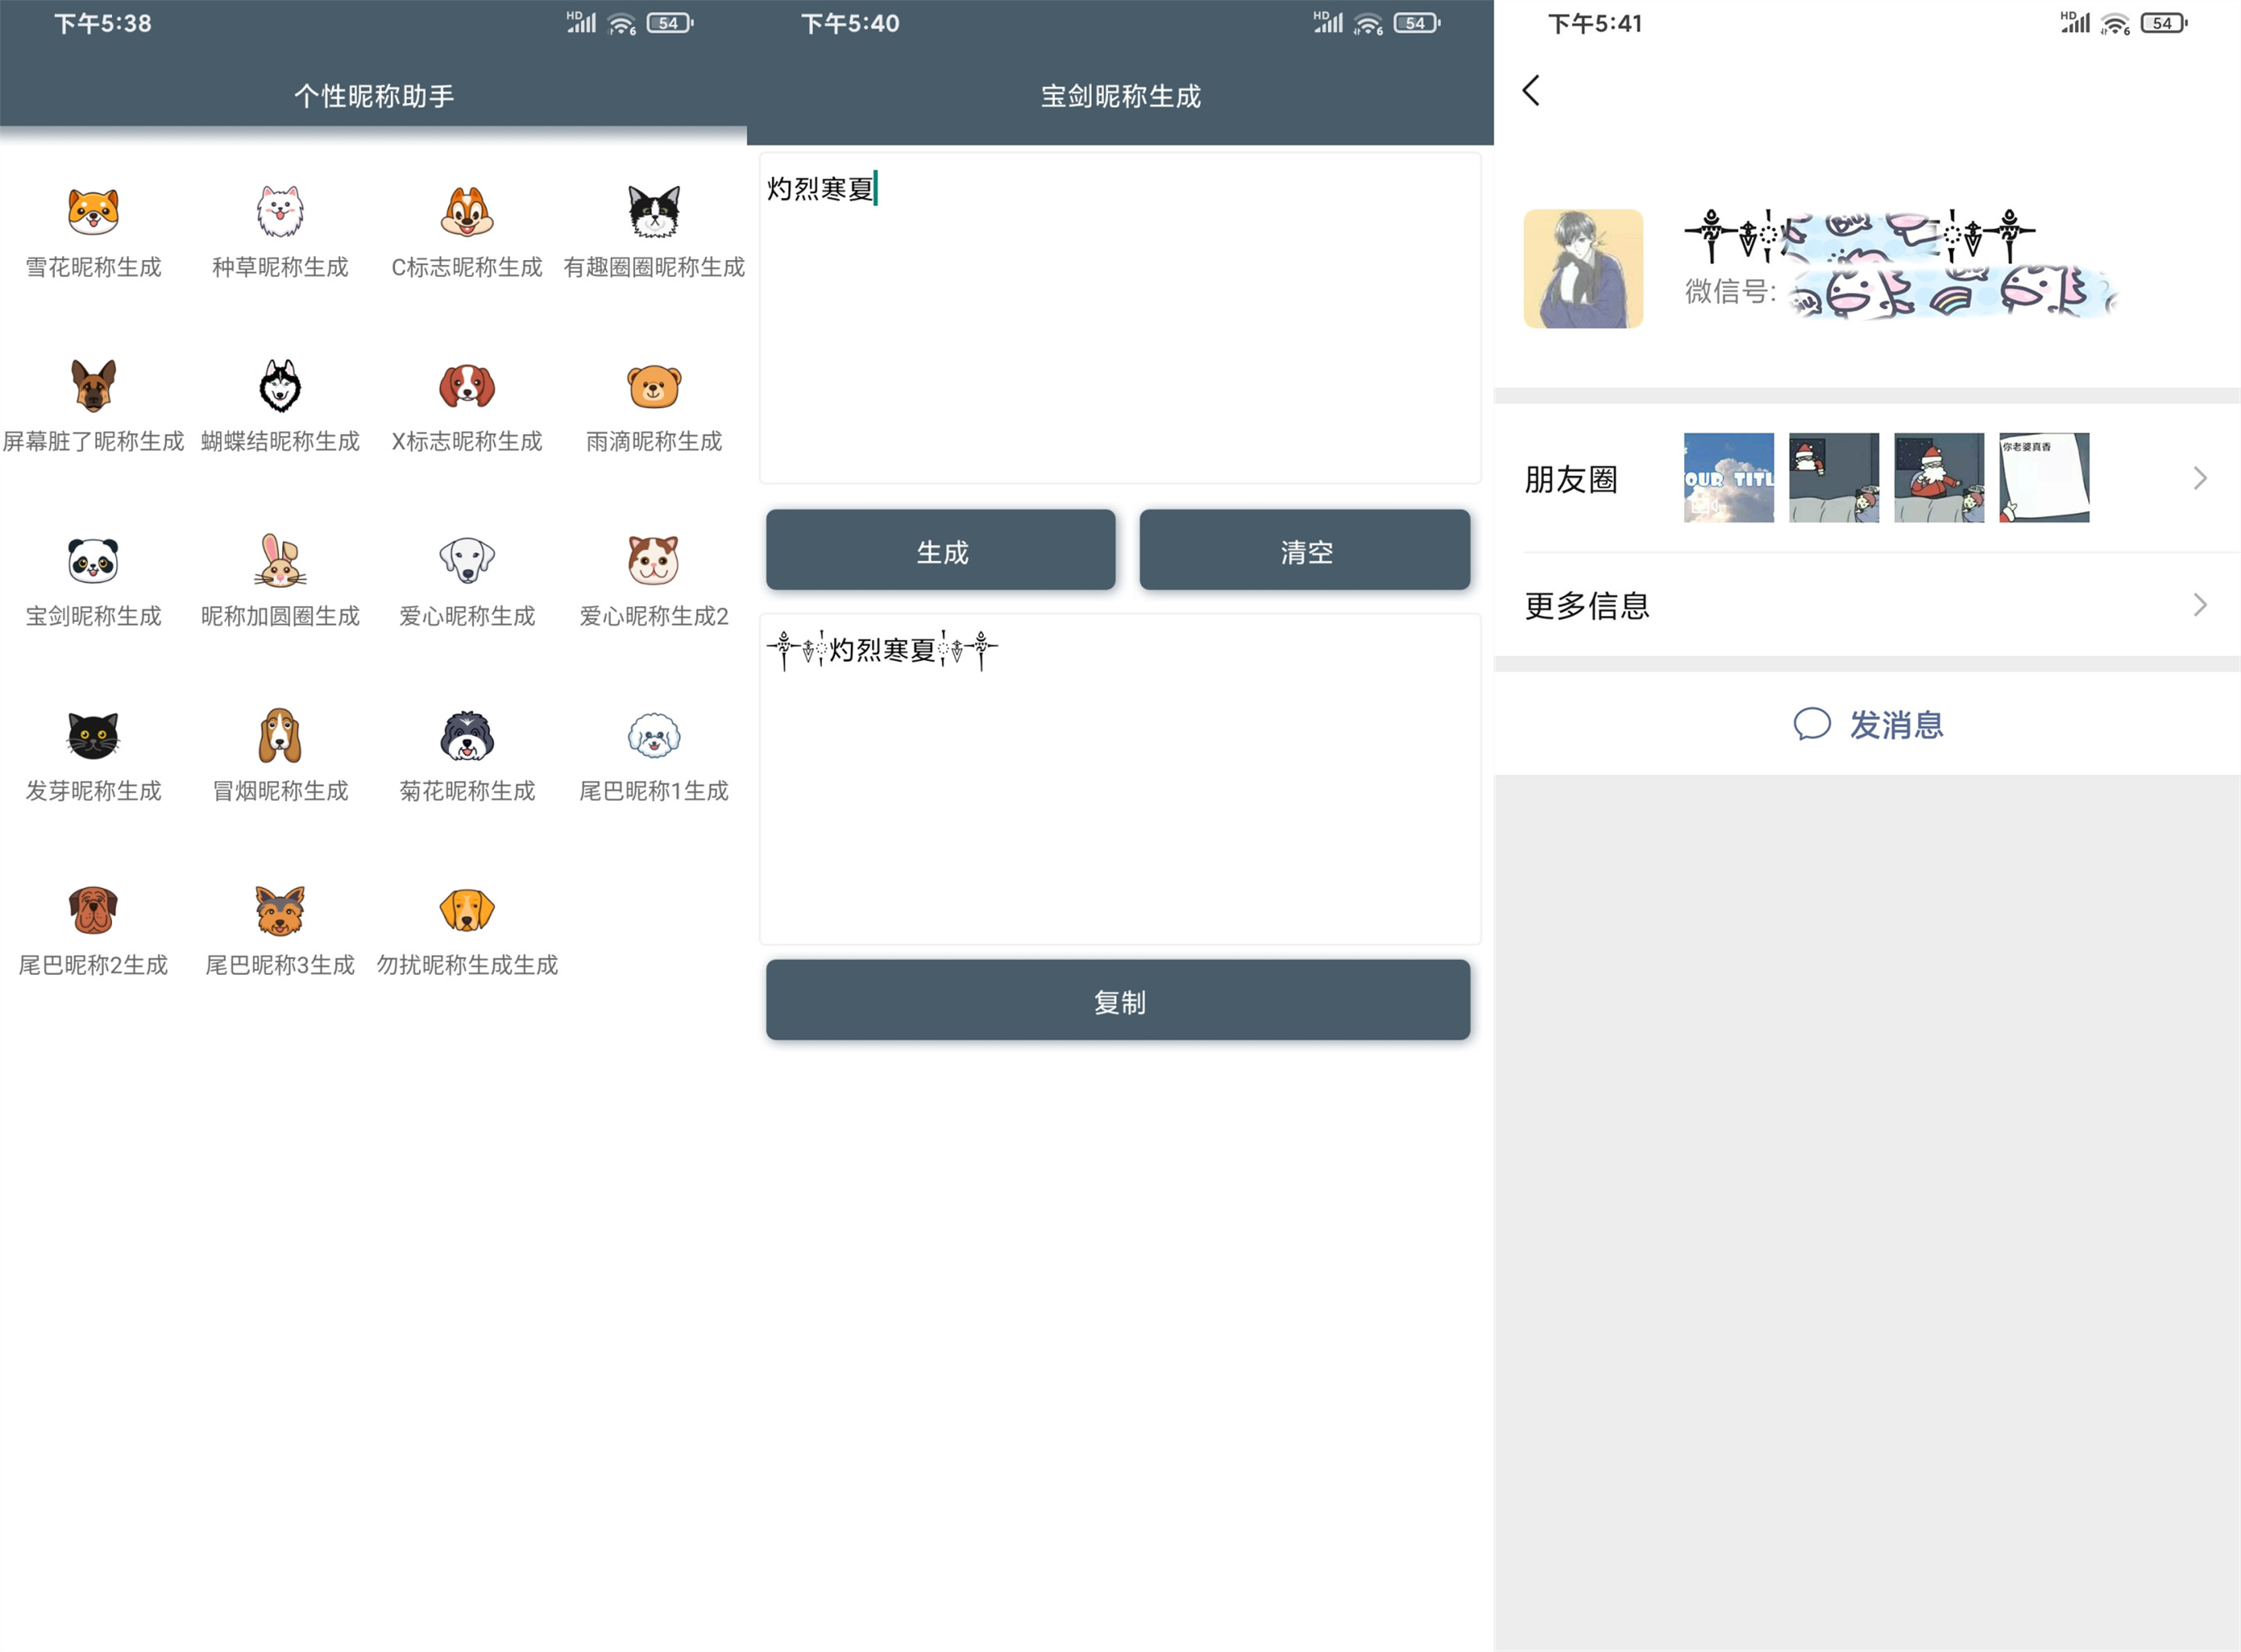 下午5:38
HD
6
54
个性昵称助手
雪花昵称生成
种草昵称生成
C标志昵称生成
有趣圈圈昵称生成
屏幕脏了昵称生成
蝴蝶结昵称生成
X标志昵称生成
雨滴昵称生成
宝剑昵称生成
昵称加圆圈生成
爱心昵称生成
爱心昵称生成2
发芽昵称生成
冒烟昵称生成
菊花昵称生成
尾巴昵称1生成
尾巴昵称2生成
尾巴昵称3生成
勿扰昵称生成生成
下午5:40
HD
6
54
宝剑昵称生成
灼烈寒夏
生成
清空
灼烈寒夏
复制
下午5:41
HD
6
54
微信号:
朋友圈
OUR TITL
你老婆真香
更多信息
发消息